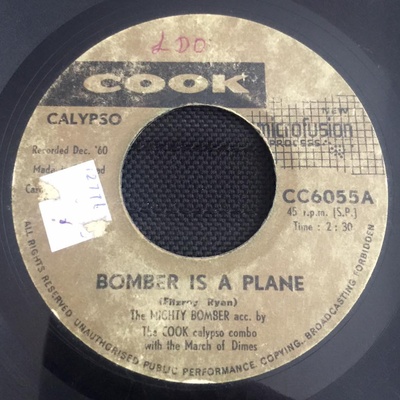 LDO
COOK
CALYPSO
NEW
microfusion
PROCESS
Recorded Dec. '60
Made
CC6055A
45 r.p.m. [S.P.]
Time : 2 : 30
BOMBER IS A PLANE
(Fitzroy Ryan)
The MIGHTY BOMBER acc. by
The COOK calypso combo
with the March of Dimes
ALL RIGHTS RESERVED UNAUTHORISED PUBLIC PERFORMANCE COPYING, BROADCASTING FORBIDDEN